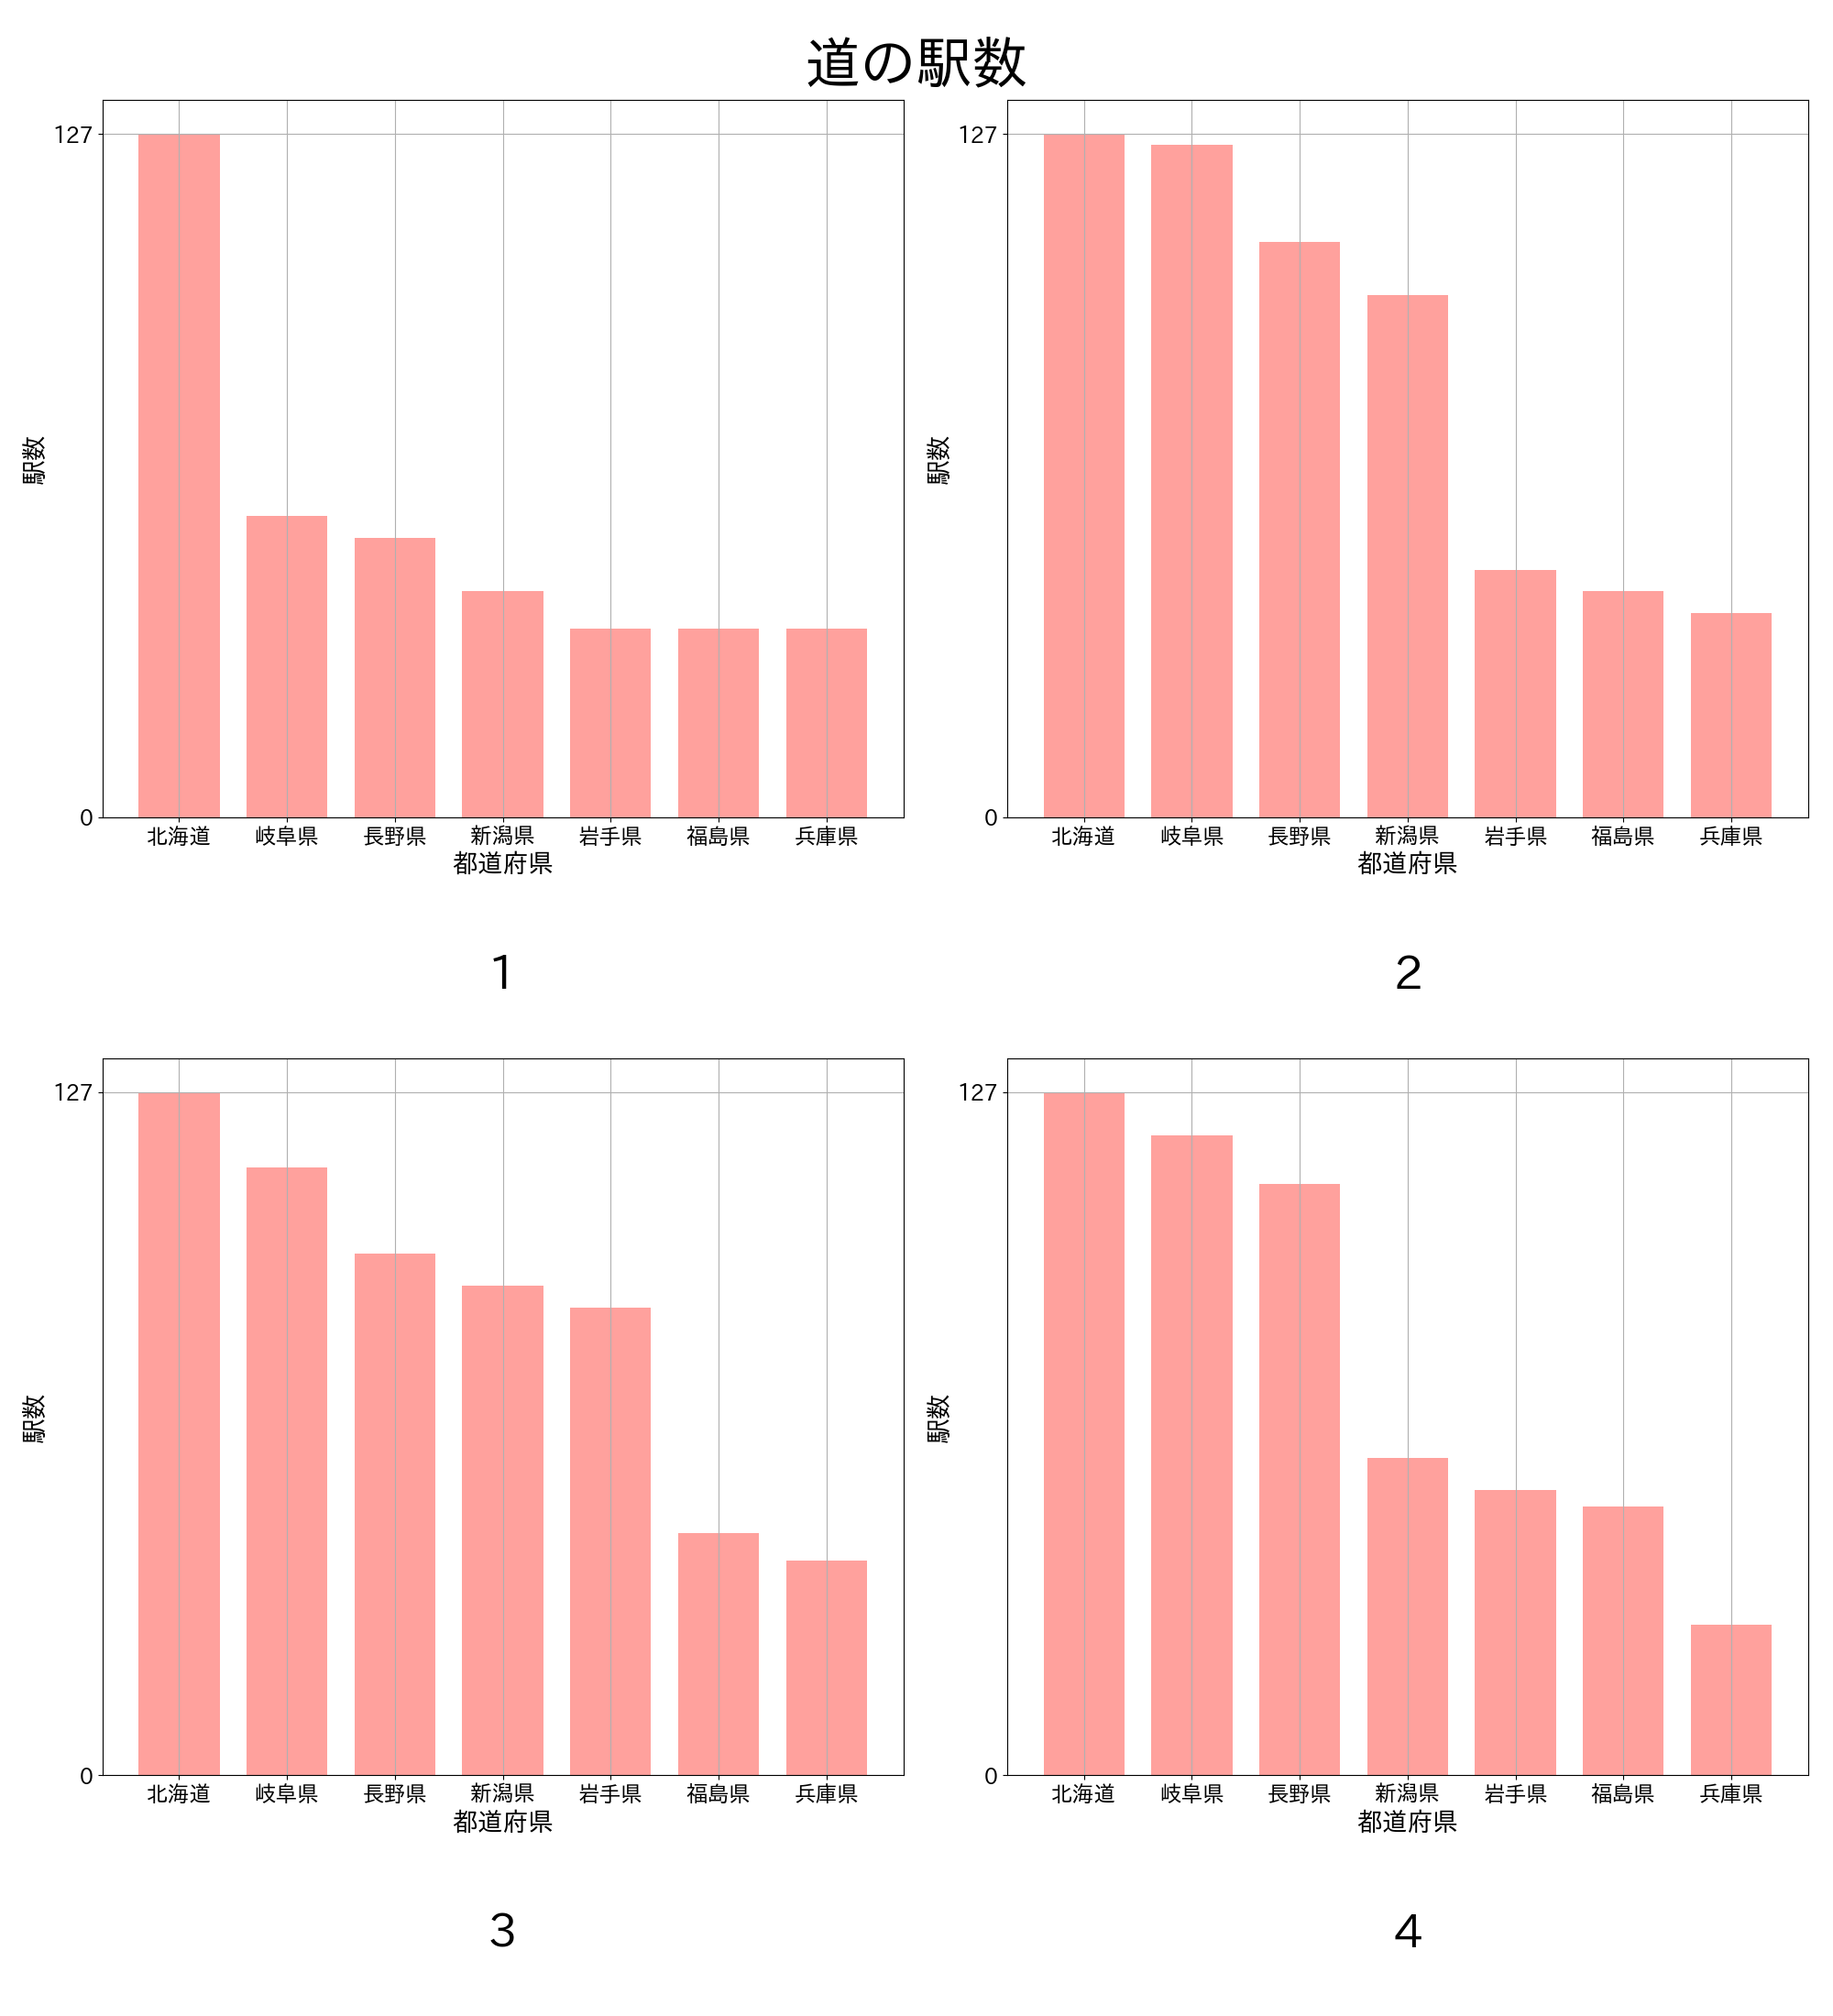 道の駅数
127
0
駅数
北海道 岐阜県 長野県 新潟県 岩手県 福島県 兵庫県
都道府県
1
127
0
駅数
北海道 岐阜県 長野県 新潟県 岩手県 福島県 兵庫県
都道府県
2
127
0
駅数
北海道 岐阜県 長野県 新潟県 岩手県 福島県 兵庫県
都道府県
3
127
0
駅数
北海道 岐阜県 長野県 新潟県 岩手県 福島県 兵庫県
都道府県
4